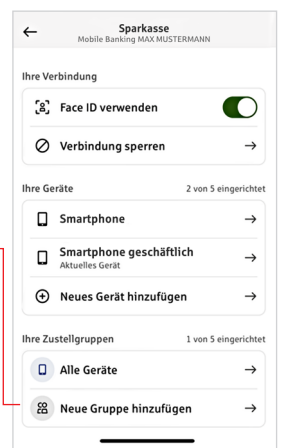 Sparkasse
Mobile Banking MAX MUSTERMANN
Ihre Verbindung
Face ID verwenden
Verbindung sperren
Ihre Geräte 2 von 5 eingerichtet
Smartphone
Smartphone geschäftlich
Aktuelles Gerät
Neues Gerät hinzufügen
Ihre Zustellgruppen 1 von 5 eingerichtet
Alle Geräte
Neue Gruppe hinzufügen